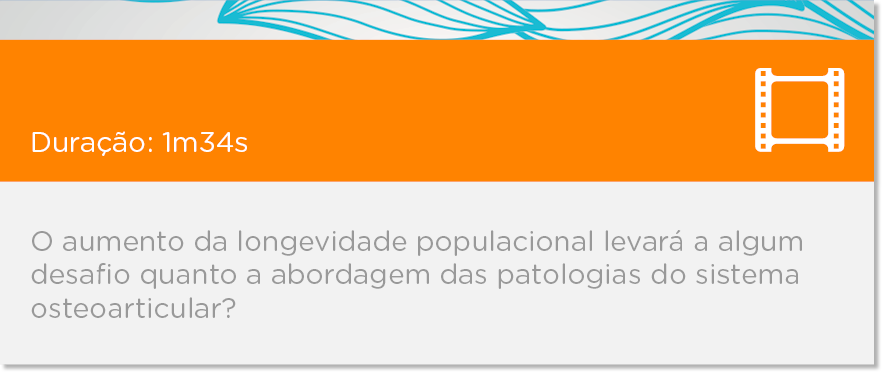 Duração: 1m34s
O aumento da longevidade populacional levará a algum
desafio quanto a abordagem das patologias do sistema
osteoarticular?